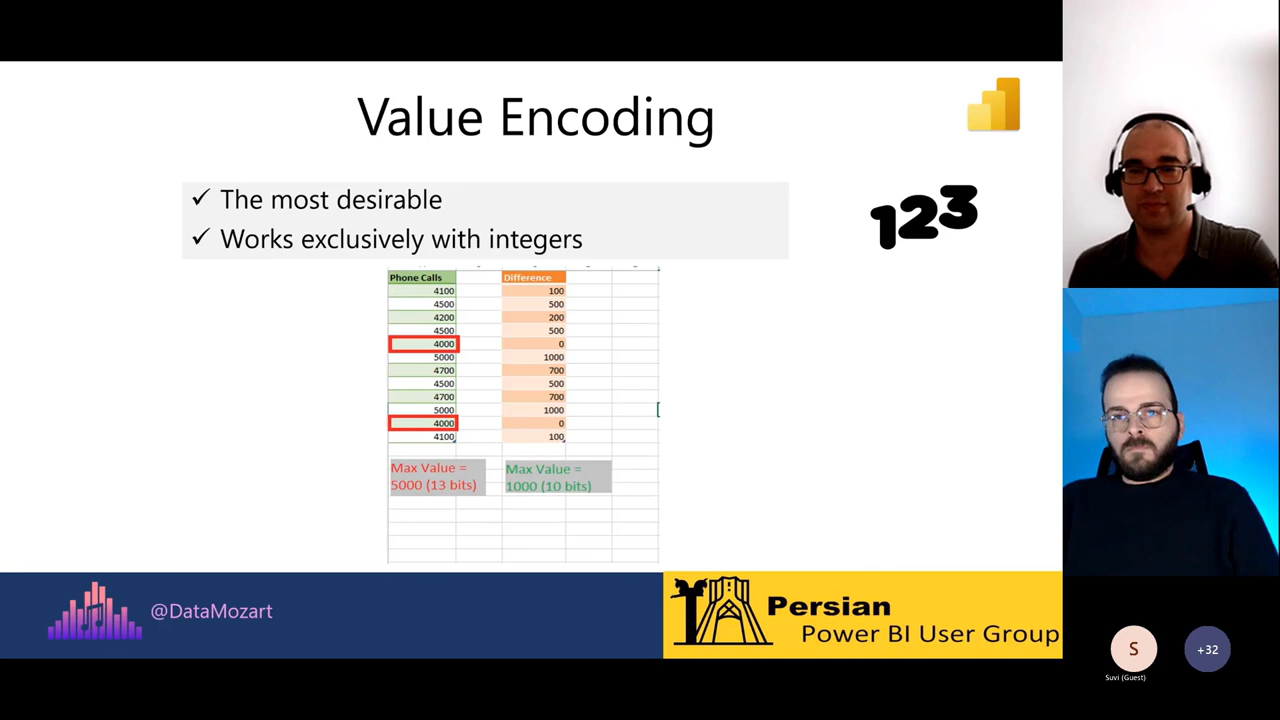 Value Encoding
✓ The most desirable
✓ Works exclusively with integers
123
Phone Calls Difference
4100 100
4500 500
4200 200
4500 500
4000 0
5000 1000
4700 700
4500 500
4700 700
5000 1000
4000 0
4100 100
Max Value =
5000 (13 bits)
Max Value =
1000 (10 bits)
@DataMozart
Persian
Power BI User Group
S
+32
Suvi (Guest)